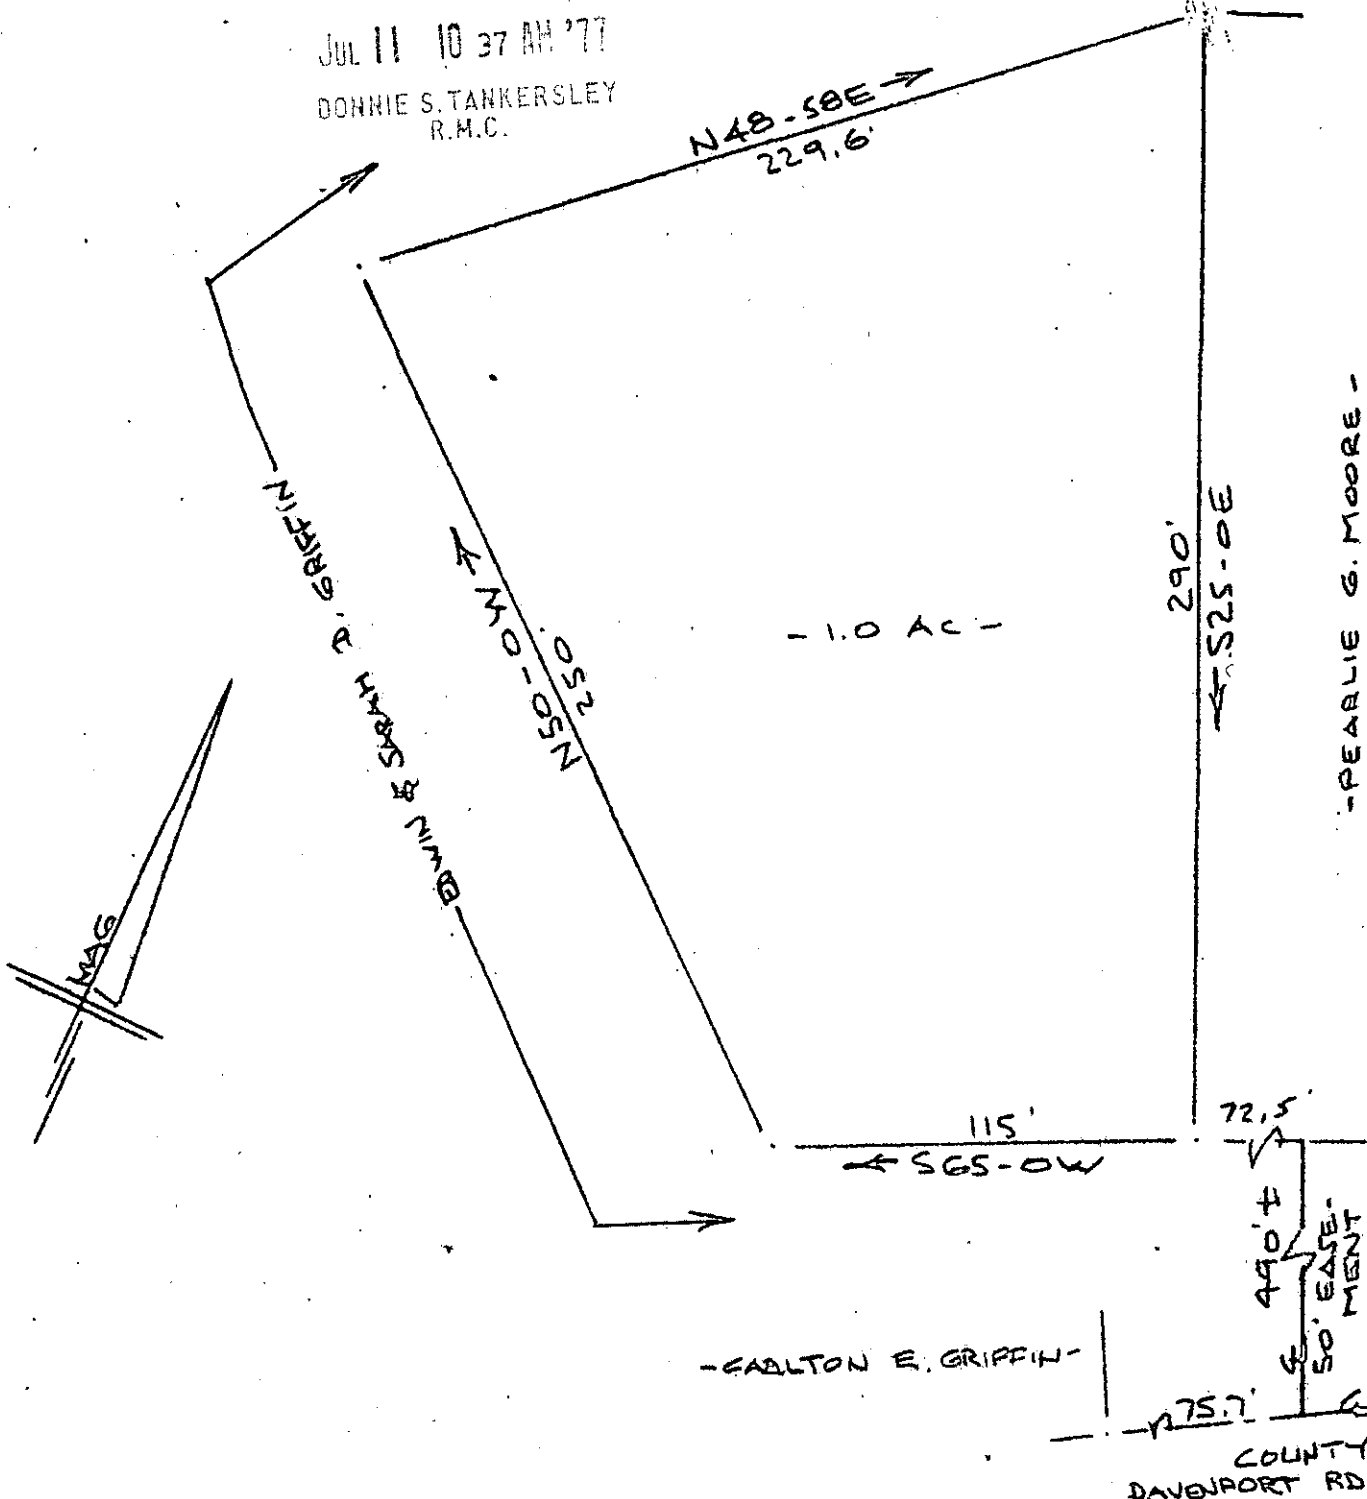 JUL 11 10 37 AM '77
DONNIE S. TANKERSLEY
R.M.C.
N48-58E
229.6'
EDWIN & SARAH D. GRIFFIN
N50-0W
250'
- 1.0 AC -
290'
S25-0E
-PEARLIE G. MOORE-
MAG
115'
S65-0W
72.5'
490'±
50' EASE-
MENT
-CARLTON E. GRIFFIN-
75.7'
COUNTY
DAVENPORT RD